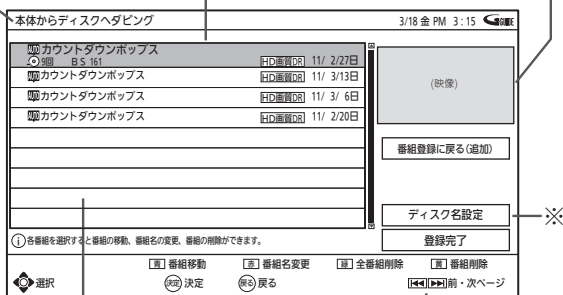 本体からディスクへダビング
3/18 金 PM 3：15 GGUIDE
カウントダウンポップス
9回 BS 161 HD画質DR 11/ 2/27日
カウントダウンポップス HD画質DR 11/ 3/13日
カウントダウンポップス HD画質DR 11/ 3/ 6日
カウントダウンポップス HD画質DR 11/ 2/20日
(映像)
番組登録に戻る(追加)
ディスク名設定
※
登録完了
i 各番組を選択すると番組の移動、番組名の変更、番組の削除ができます。
青 番組移動 赤 番組名変更 緑 全番組削除 黄 番組削除
選択 決定 決定 戻る 戻る 前・次ページ